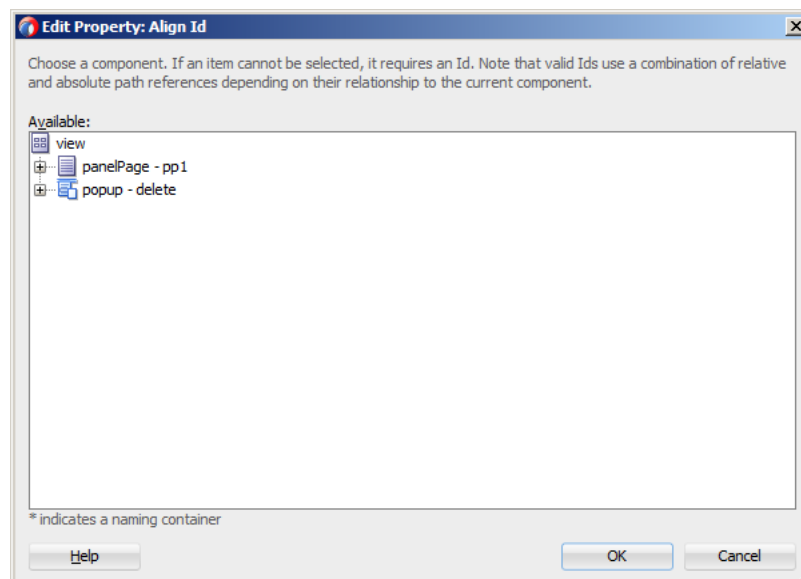 Edit Property: Align Id
Choose a component. If an item cannot be selected, it requires an Id. Note that valid Ids use a combination of relative
and absolute path references depending on their relationship to the current component.
Available:
view
panelPage - pp1
popup - delete
* indicates a naming container
Help
OK
Cancel